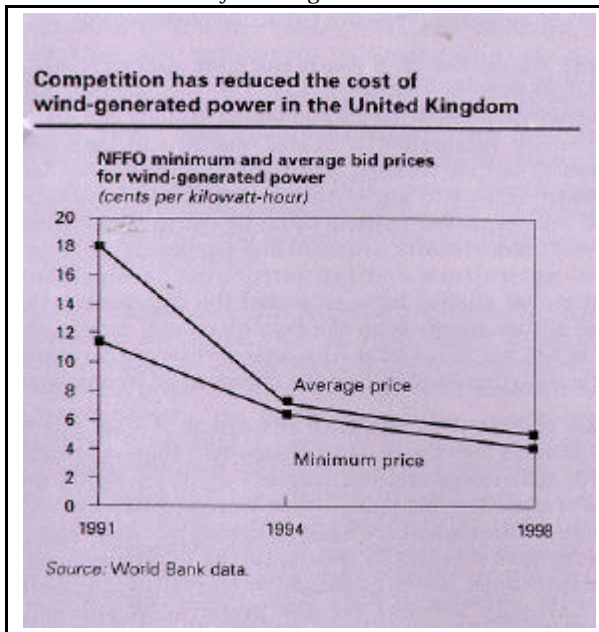 Competition has reduced the cost of
wind-generated power in the United Kingdom
NFFO minimum and average bid prices
for wind-generated power
(cents per kilowatt-hour)
20
18
16
14
12
10
8
6
4
2
0
Average price
Minimum price
1991 1994 1998
Source: World Bank data.